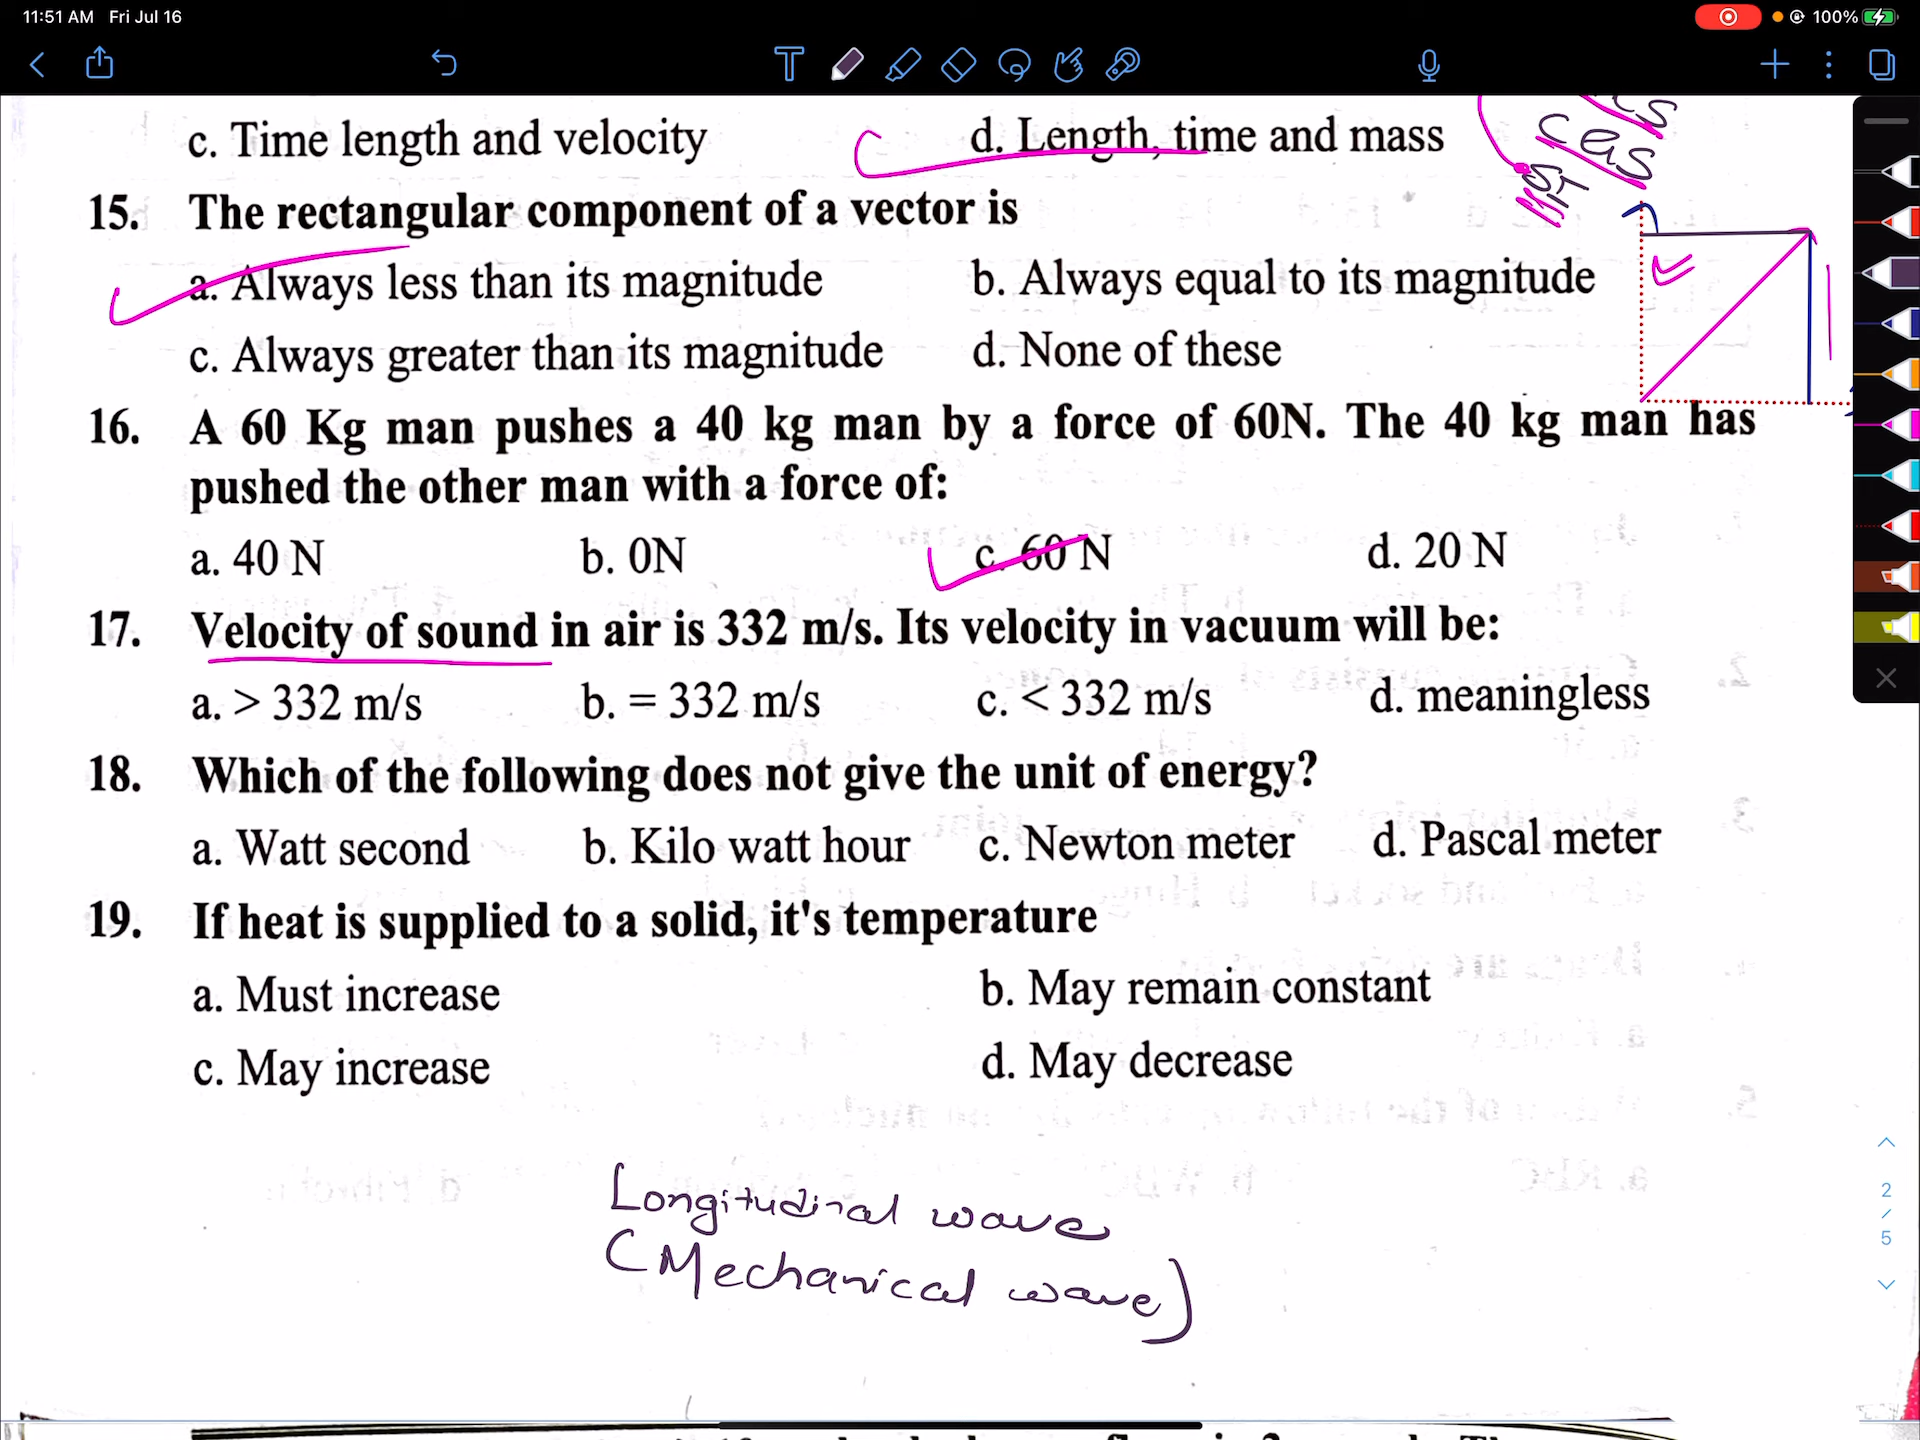 11:51 AM Fri Jul 16
100%
c. Time length and velocity d. Length, time and mass
cas
15. The rectangular component of a vector is
a. Always less than its magnitude b. Always equal to its magnitude
c. Always greater than its magnitude d. None of these
16. A 60 Kg man pushes a 40 kg man by a force of 60N. The 40 kg man has
pushed the other man with a force of:
a. 40 N b. 0N c. 60 N d. 20 N
17. Velocity of sound in air is 332 m/s. Its velocity in vacuum will be:
a. > 332 m/s b. = 332 m/s c. < 332 m/s d. meaningless
18. Which of the following does not give the unit of energy?
a. Watt second b. Kilo watt hour c. Newton meter d. Pascal meter
19. If heat is supplied to a solid, it's temperature
a. Must increase b. May remain constant
c. May increase d. May decrease
Longitudinal wave
(Mechanical wave)
2
/
5